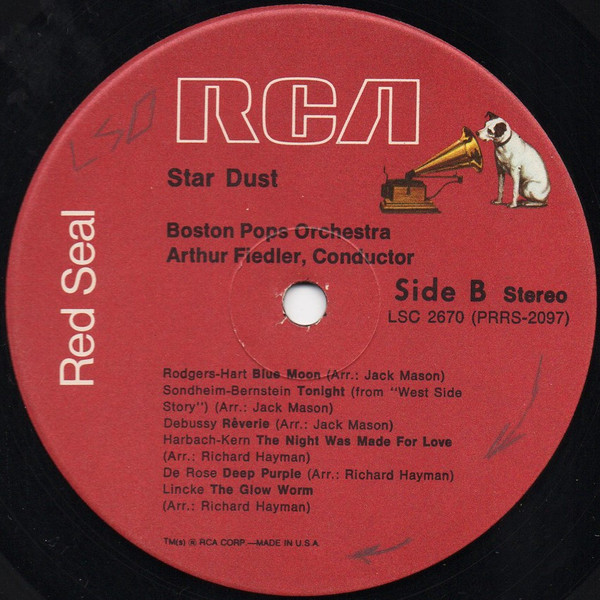 LSD
RCA
Star Dust
Boston Pops Orchestra
Arthur Fiedler, Conductor
Red Seal
Side B Stereo
LSC 2670 (PRRS-2097)
Rodgers-Hart Blue Moon (Arr.: Jack Mason)
Sondheim-Bernstein Tonight (from "West Side
Story") (Arr.: Jack Mason)
Debussy Rêverie (Arr.: Jack Mason)
Harbach-Kern The Night Was Made For Love
(Arr.: Richard Hayman)
De Rose Deep Purple (Arr.: Richard Hayman)
Lincke The Glow Worm
(Arr.: Richard Hayman)
TM(s) ® RCA CORP.—MADE IN U.S.A.